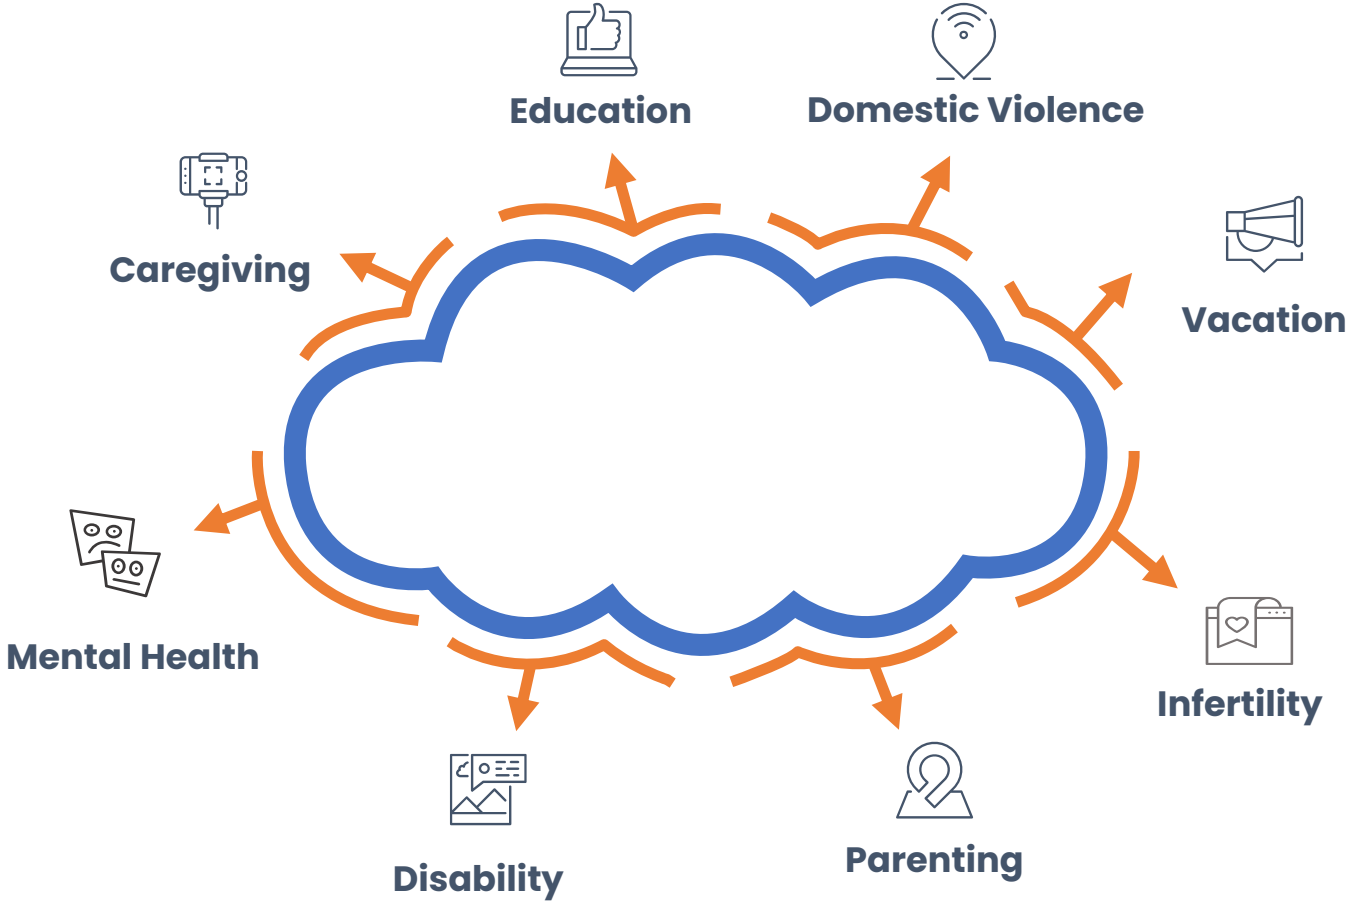 Education
Domestic Violence
Caregiving
Vacation
Mental Health
Infertility
Parenting
Disability